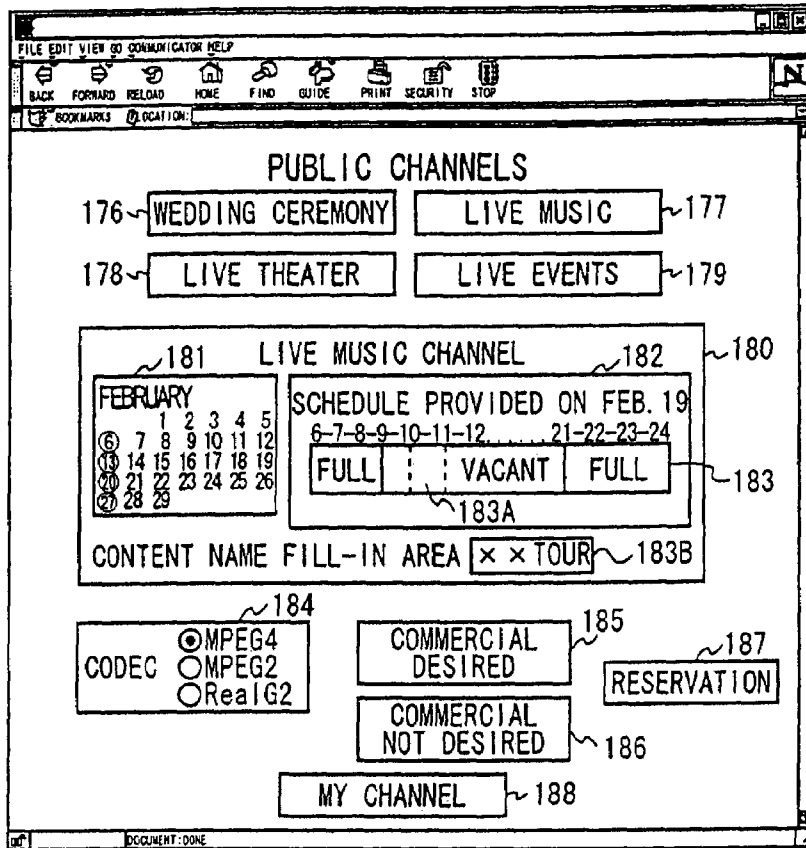 FILE EDIT VIEW GO COMMUNICATOR HELP
BACK FORWARD RELOAD HOME FIND GUIDE PRINT SECURITY STOP
N
BOOKMARKS LOCATION:
PUBLIC CHANNELS
176 WEDDING CEREMONY LIVE MUSIC 177
178 LIVE THEATER LIVE EVENTS 179
180
181 LIVE MUSIC CHANNEL 182
FEBRUARY
1 2 3 4 5
6 7 8 9 10 11 12
13 14 15 16 17 18 19
20 21 22 23 24 25 26
27 28 29
SCHEDULE PROVIDED ON FEB. 19
6-7-8-9-10-11-12......21-22-23-24
FULL VACANT FULL 183
183A
CONTENT NAME FILL-IN AREA × × TOUR 183B
184
CODEC
MPEG4
MPEG2
RealG2
COMMERCIAL
DESIRED
185
187
RESERVATION
COMMERCIAL
NOT DESIRED
186
MY CHANNEL 188
DOCUMENT:DONE